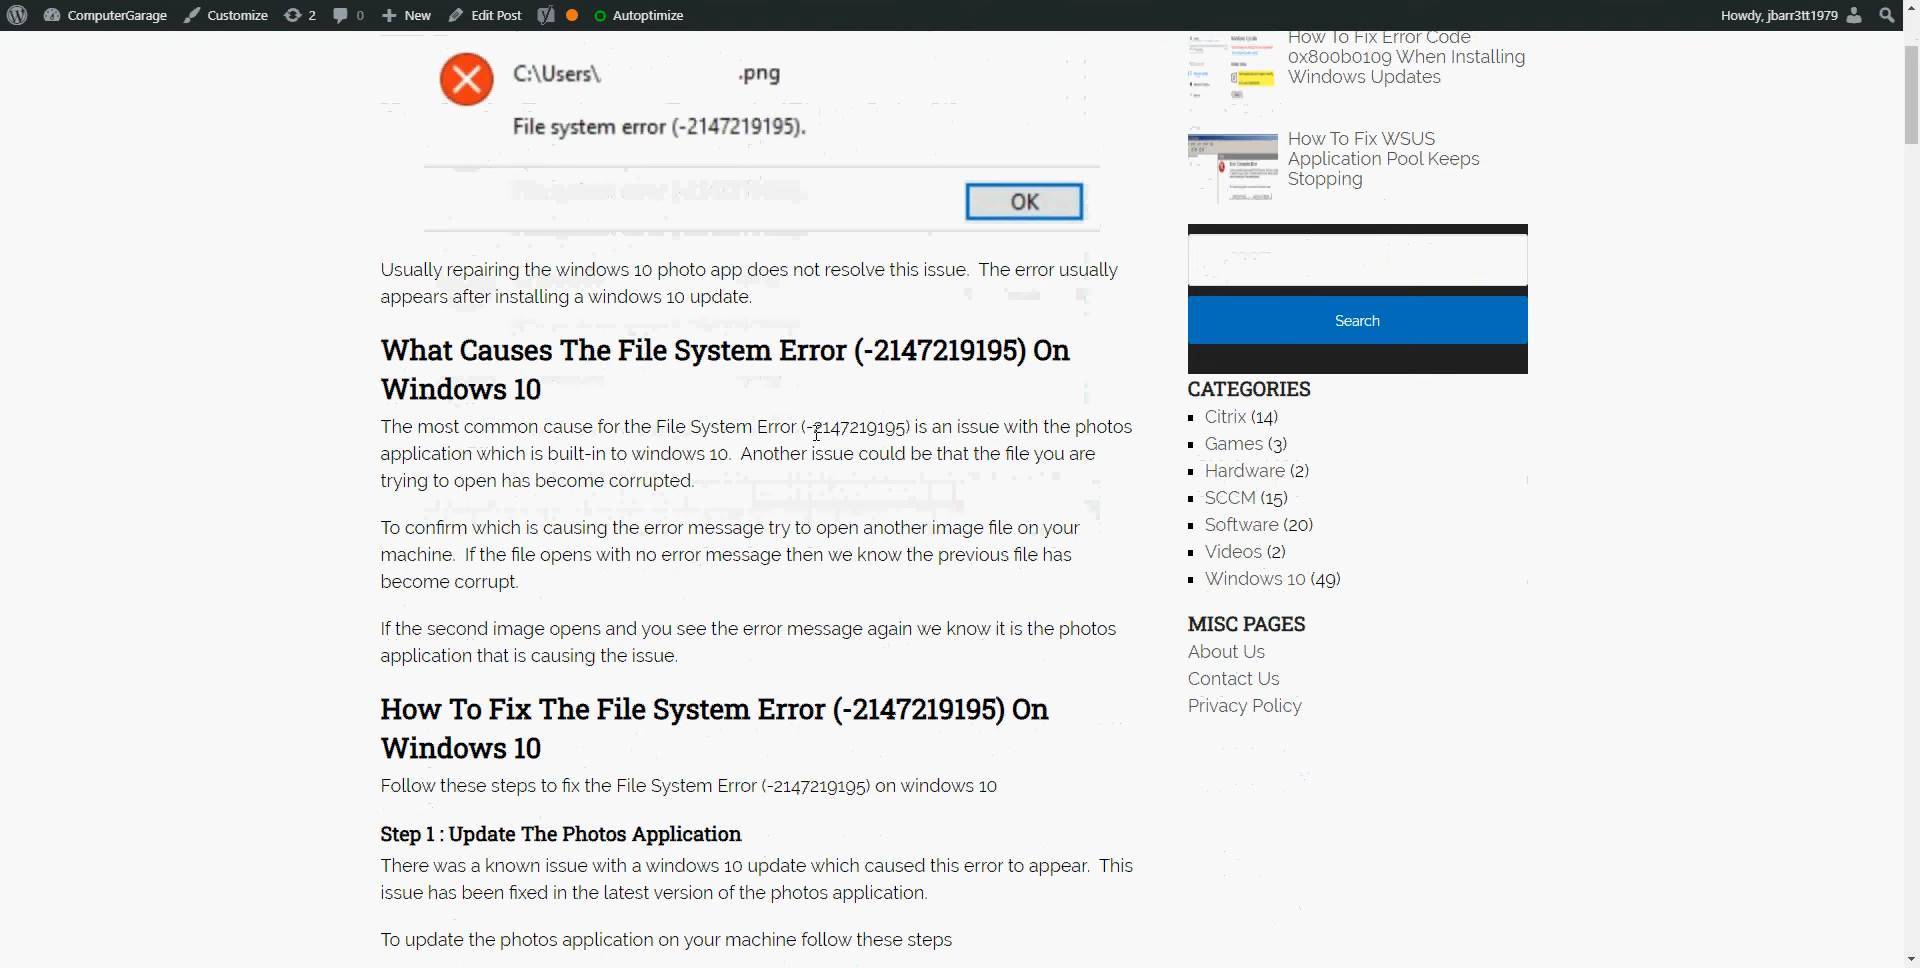 ComputerGarage Customize 2 0 New Edit Post Autoptimize Howdy, jbarr3tt1979
C:\Users\ .png
File system error (-2147219195).
OK
Usually repairing the windows 10 photo app does not resolve this issue. The error usually
appears after installing a windows 10 update.
What Causes The File System Error (-2147219195) On
Windows 10
The most common cause for the File System Error (-2147219195) is an issue with the photos
application which is built-in to windows 10. Another issue could be that the file you are
trying to open has become corrupted.
To confirm which is causing the error message try to open another image file on your
machine. If the file opens with no error message then we know the previous file has
become corrupt.
If the second image opens and you see the error message again we know it is the photos
application that is causing the issue.
How To Fix The File System Error (-2147219195) On
Windows 10
Follow these steps to fix the File System Error (-2147219195) on windows 10
Step 1 : Update The Photos Application
There was a known issue with a windows 10 update which caused this error to appear. This
issue has been fixed in the latest version of the photos application.
To update the photos application on your machine follow these steps
How To Fix Error Code
0x800b0109 When Installing
Windows Updates
How To Fix WSUS
Application Pool Keeps
Stopping
Search
CATEGORIES
Citrix (14)
Games (3)
Hardware (2)
SCCM (15)
Software (20)
Videos (2)
Windows 10 (49)
MISC PAGES
About Us
Contact Us
Privacy Policy